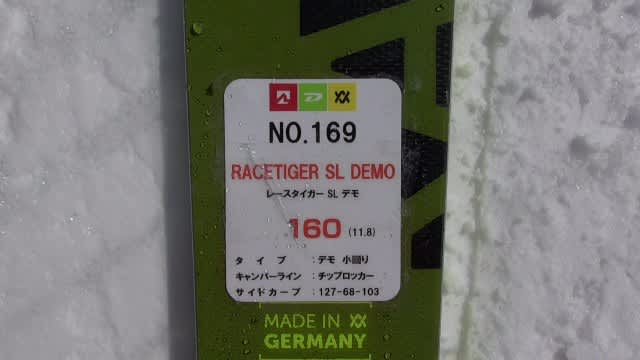 NO.169
RACETIGER SL DEMO
レースタイガー SL デモ
160 (11.8)
タイプ :デモ 小回り
キャンバーライン :チップロッカー
サイドカーブ :127-68-103
MADE IN
GERMANY